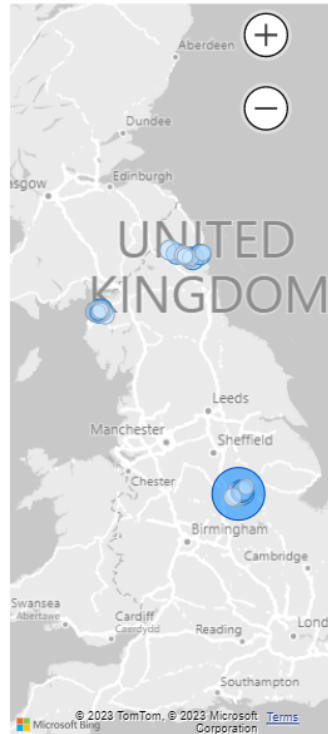 Aberdeen
Dundee
Edinburgh
asgow
UNITED
KINGDOM
Leeds
Manchester
Sheffield
Chester
Birmingham
Cambridge
Swansea
Abertawe
Cardiff
Caerdydd
Reading
Lond
Southampton
Microsoft Bing
© 2023 TomTom, © 2023 Microsoft Corporation Terms